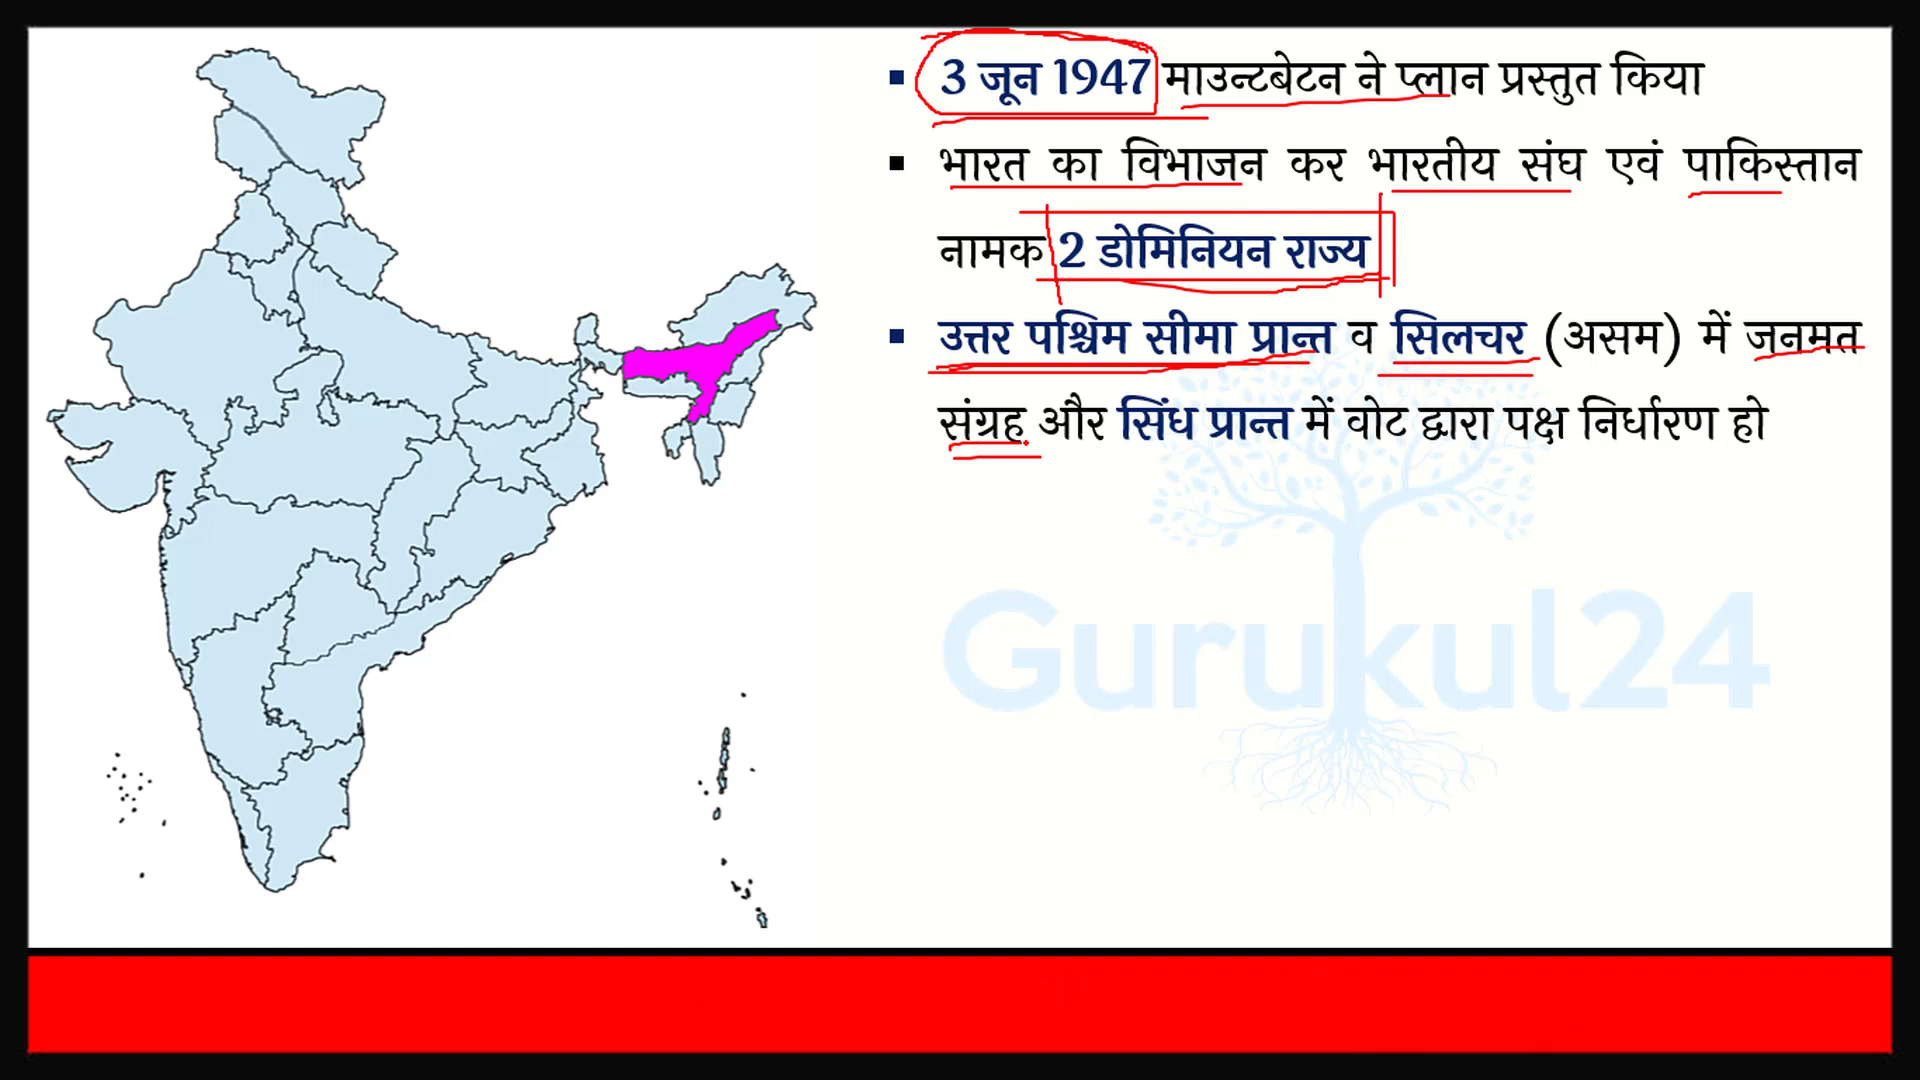 3 जून 1947 माउन्टबेटन ने प्लान प्रस्तुत किया
भारत का विभाजन कर भारतीय संघ एवं पाकिस्तान
नामक 2 डोमिनियन राज्य
उत्तर पश्चिम सीमा प्रान्त व सिलचर (असम) में जनमत
संग्रह और सिंध प्रान्त में वोट द्वारा पक्ष निर्धारण हो
Gurukul24